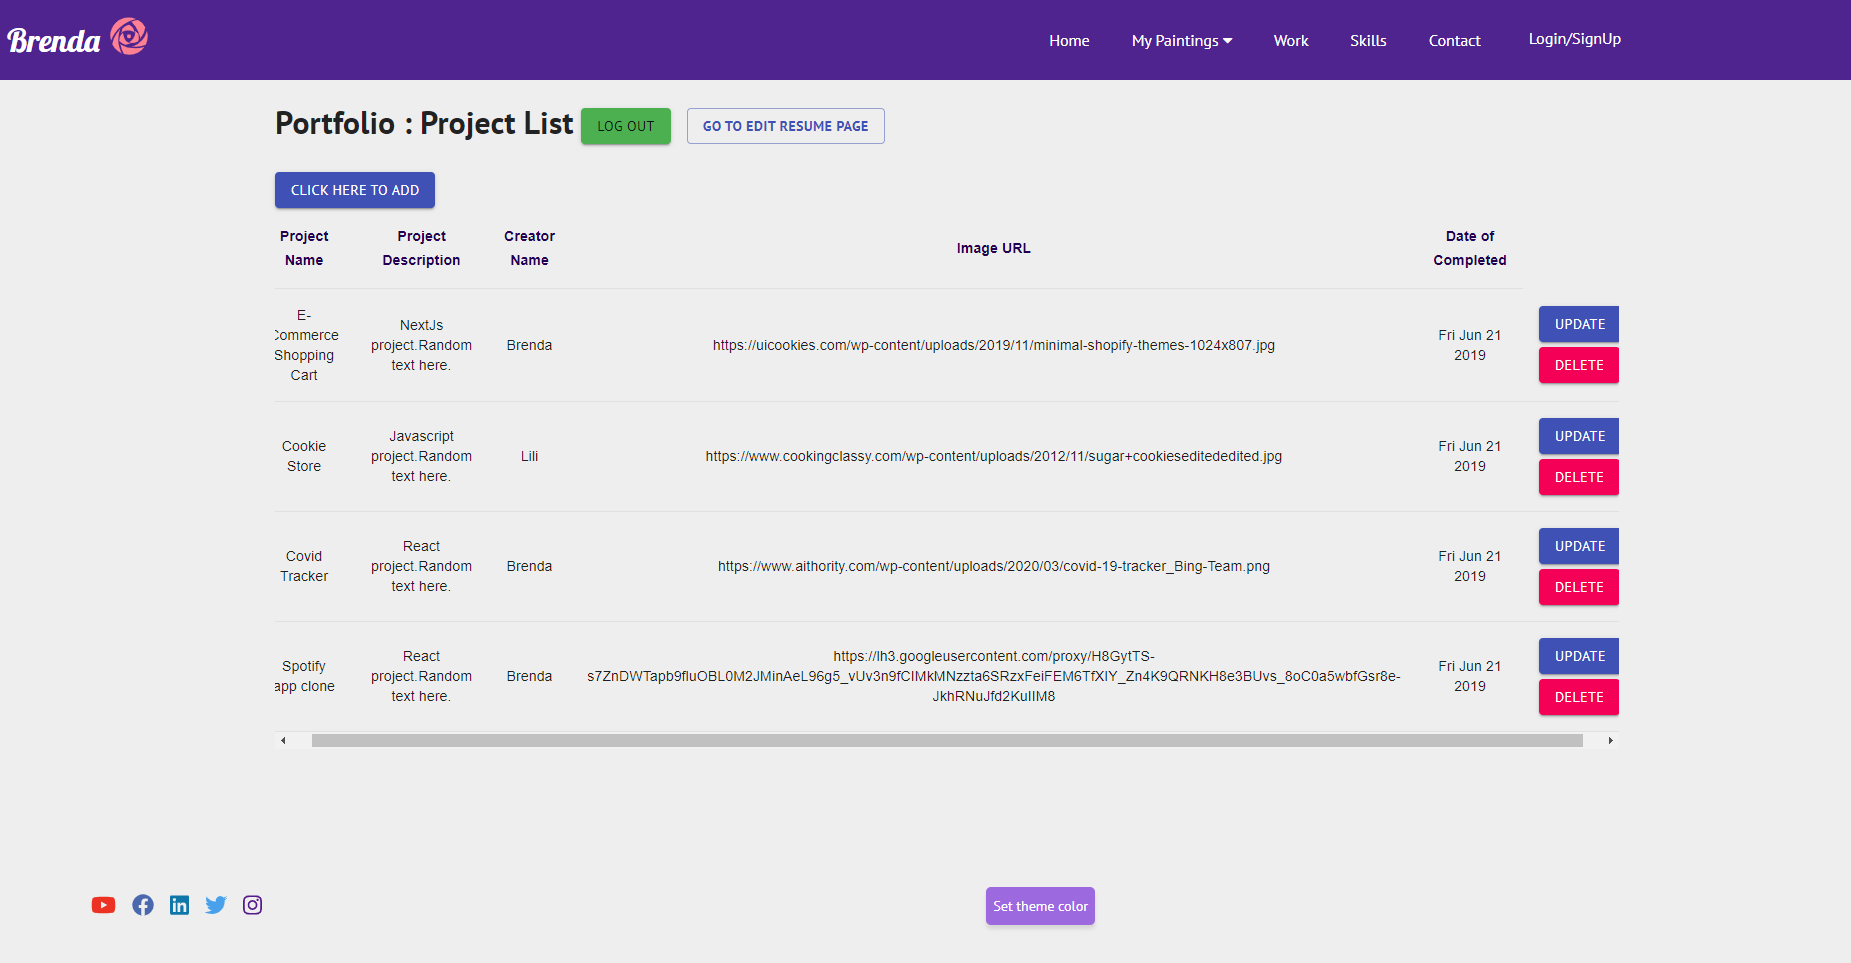 Brenda
Home My Paintings Work Skills Contact Login/SignUp
Portfolio : Project List LOG OUT GO TO EDIT RESUME PAGE
CLICK HERE TO ADD
Project Name
Project Description
Creator Name
Image URL
Date of Completed
E-
Commerce
Shopping
Cart
NextJs
project.Random
text here.
Brenda
https://uicookies.com/wp-content/uploads/2019/11/minimal-shopify-themes-1024x807.jpg
Fri Jun 21
2019
UPDATE
DELETE
Cookie
Store
Javascript
project.Random
text here.
Lili
https://www.cookingclassy.com/wp-content/uploads/2012/11/sugar+cookieseditededited.jpg
Fri Jun 21
2019
UPDATE
DELETE
Covid
Tracker
React
project.Random
text here.
Brenda
https://www.aithority.com/wp-content/uploads/2020/03/covid-19-tracker_Bing-Team.png
Fri Jun 21
2019
UPDATE
DELETE
Spotify
app clone
React
project.Random
text here.
Brenda
https://lh3.googleusercontent.com/proxy/H8GytTS-
s7ZnDWTapb9fluOBL0M2JMinAeL96g5_vUv3n9fCIMkMNzzta6SRzxFeiFEM6TfXIY_Zn4K9QRNKH8e3BUvs_8oC0a5wbfGsr8e-
JkhRNuJfd2KuIIM8
Fri Jun 21
2019
UPDATE
DELETE
Set theme color